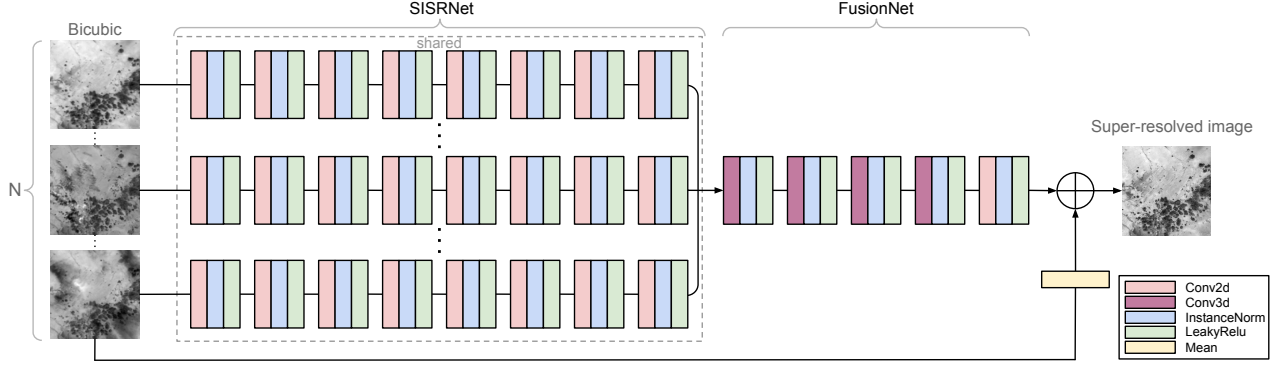 SISRNet
FusionNet
Bicubic
shared
N
Super-resolved image
Conv2d
Conv3d
InstanceNorm
LeakyRelu
Mean